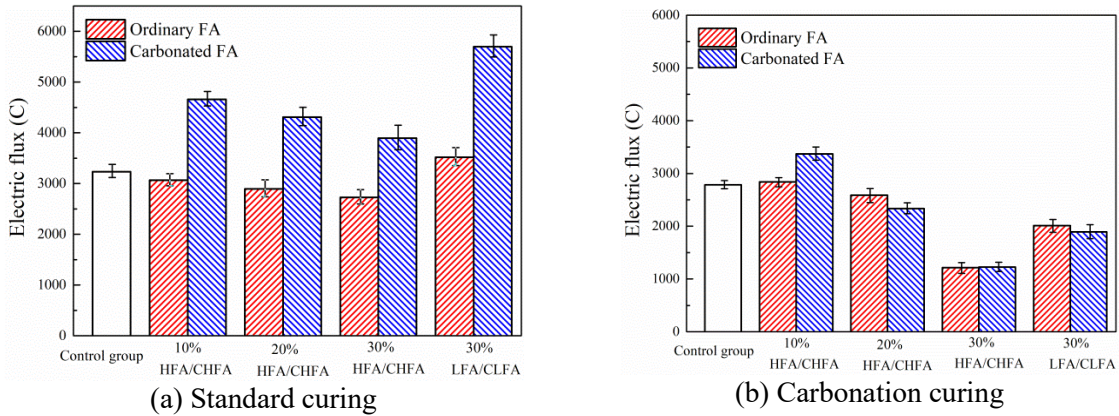 6000
5000
4000
3000
2000
1000
0
Electric flux (C)
Ordinary FA
Carbonated FA
Control group
10%
HFA/CHFA
20%
HFA/CHFA
30%
HFA/CHFA
30%
LFA/CLFA
(a) Standard curing
6000
5000
4000
3000
2000
1000
0
Electric flux (C)
Ordinary FA
Carbonated FA
Control group
10%
HFA/CHFA
20%
HFA/CHFA
30%
HFA/CHFA
30%
LFA/CLFA
(b) Carbonation curing